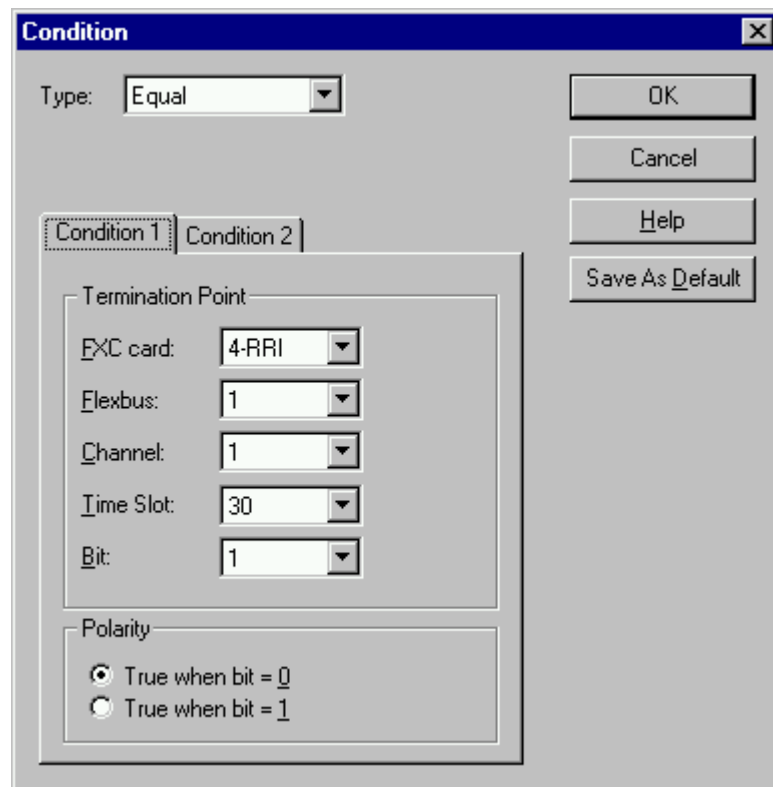 Condition
Type: Equal
OK
Cancel
Help
Save As Default
Condition 1 Condition 2
Termination Point
FXC card: 4-RRI
Flexbus: 1
Channel: 1
Time Slot: 30
Bit: 1
Polarity
True when bit = 0
True when bit = 1